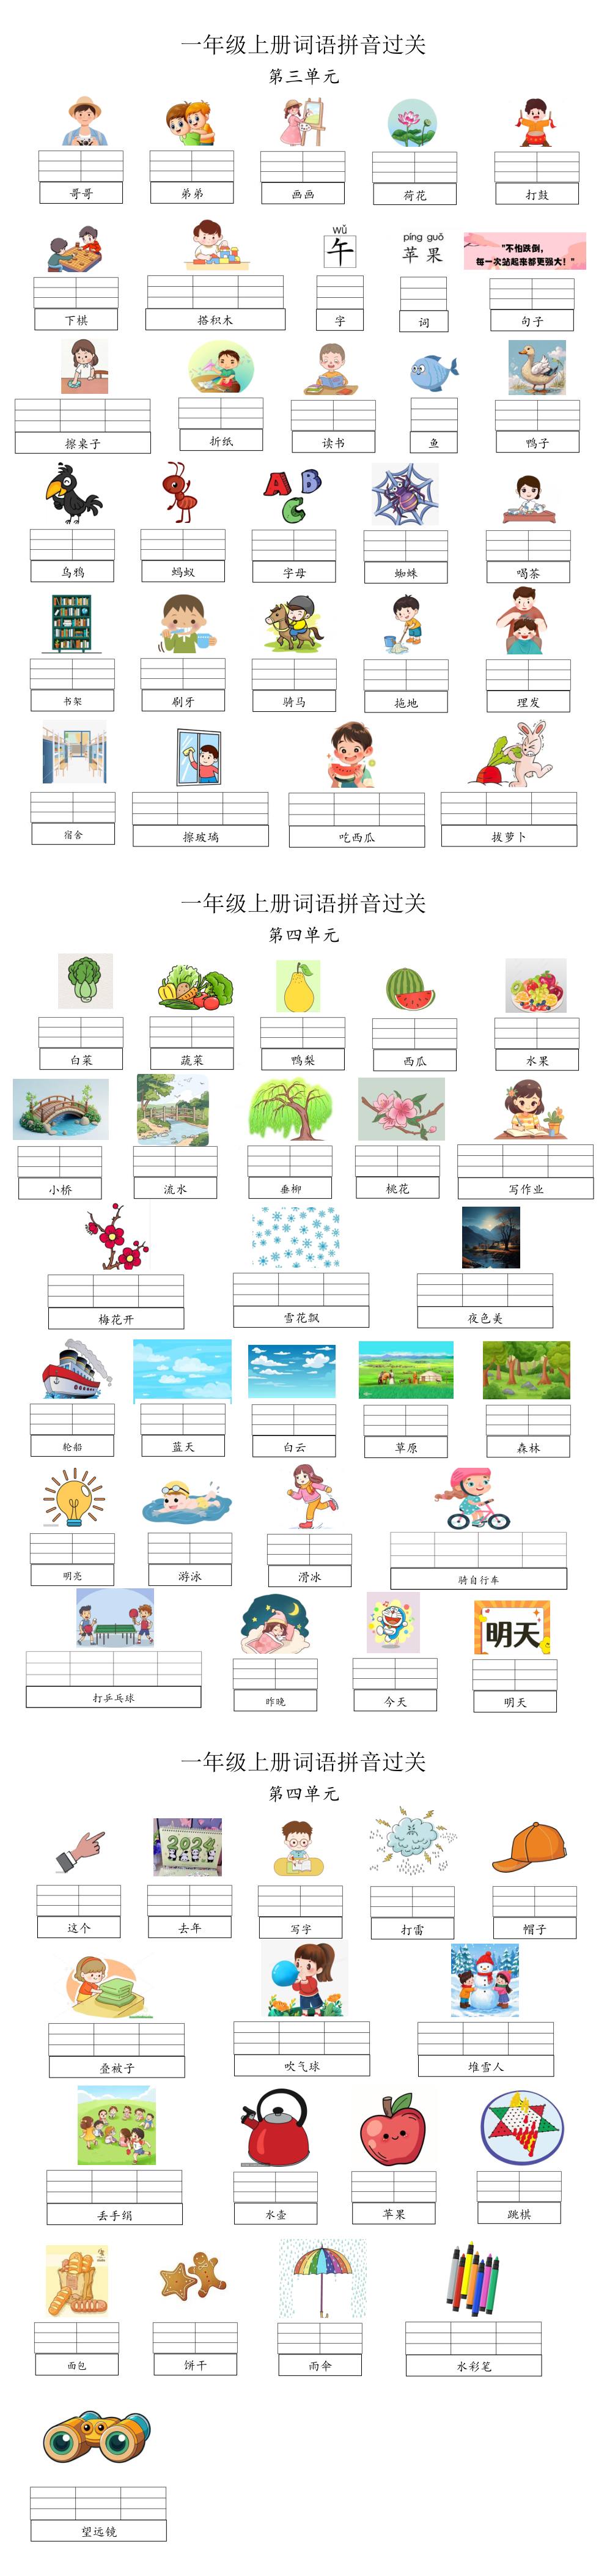 一年级上册词语拼音过关
第三单元
哥哥 弟弟 画画 荷花 打鼓
wǔ píng guǒ
午 苹果 "不怕跌倒，
每一次站起来都更强大！"
下棋 搭积木 字 词 句子
擦桌子 折纸 读书 鱼 鸭子
A B C
乌鸦 蚂蚁 字母 蜘蛛 喝茶
书架 刷牙 骑马 拖地 理发
宿舍 擦玻璃 吃西瓜 拔萝卜
一年级上册词语拼音过关
第四单元
白菜 蔬菜 鸭梨 西瓜 水果
小桥 流水 垂柳 桃花 写作业
梅花开 雪花飘 夜色美
轮船 蓝天 白云 草原 森林
明亮 游泳 滑冰 骑自行车
明天
打乒乓球 昨晚 今天 明天
一年级上册词语拼音过关
第四单元
2024
这个 去年 写字 打雷 帽子
叠被子 吹气球 堆雪人
丢手绢 水壶 苹果 跳棋
面包 饼干 雨伞 水彩笔
望远镜